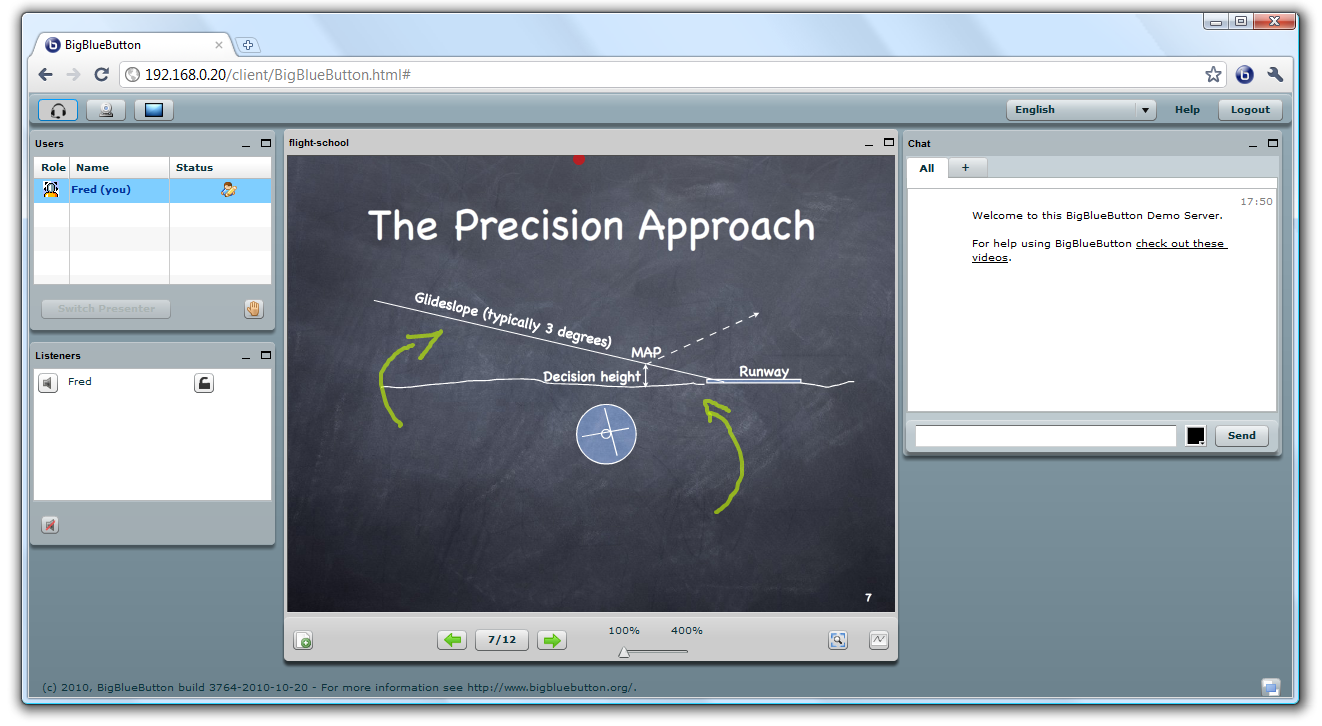 BigBlueButton
192.168.0.20/client/BigBlueButton.html#
English
Help
Logout
Users
Role Name Status
Fred (you)
Switch Presenter
Listeners
Fred
flight-school
The Precision Approach
Glideslope (typically 3 degrees)
MAP
Decision height
Runway
7
7/12
100% 400%
Chat
All +
17:50
Welcome to this BigBlueButton Demo Server.
For help using BigBlueButton check out these
videos.
Send
(c) 2010, BigBlueButton build 3764-2010-10-20 - For more information see http://www.bigbluebutton.org/.